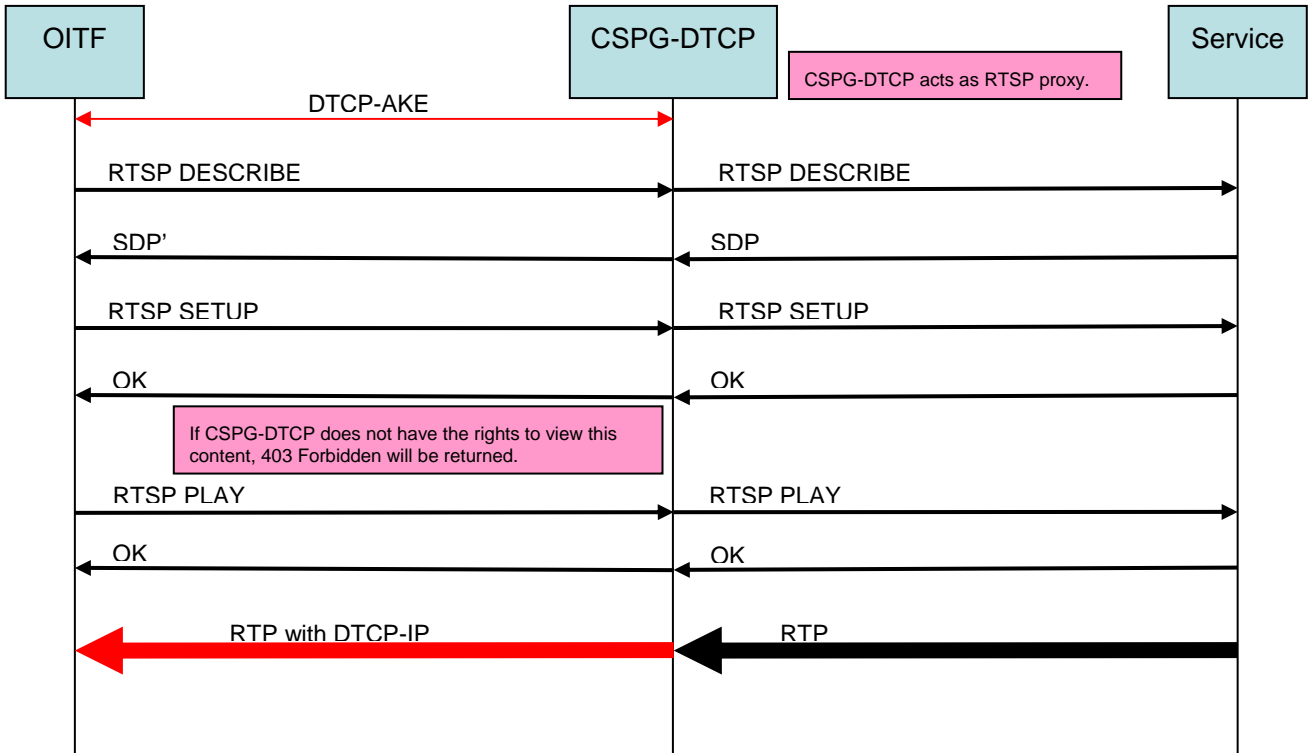 OITF
CSPG-DTCP
Service
CSPG-DTCP acts as RTSP proxy.
DTCP-AKE
RTSP DESCRIBE
RTSP DESCRIBE
SDP’
SDP
RTSP SETUP
RTSP SETUP
OK
OK
If CSPG-DTCP does not have the rights to view this
content, 403 Forbidden will be returned.
RTSP PLAY
RTSP PLAY
OK
OK
RTP with DTCP-IP
RTP